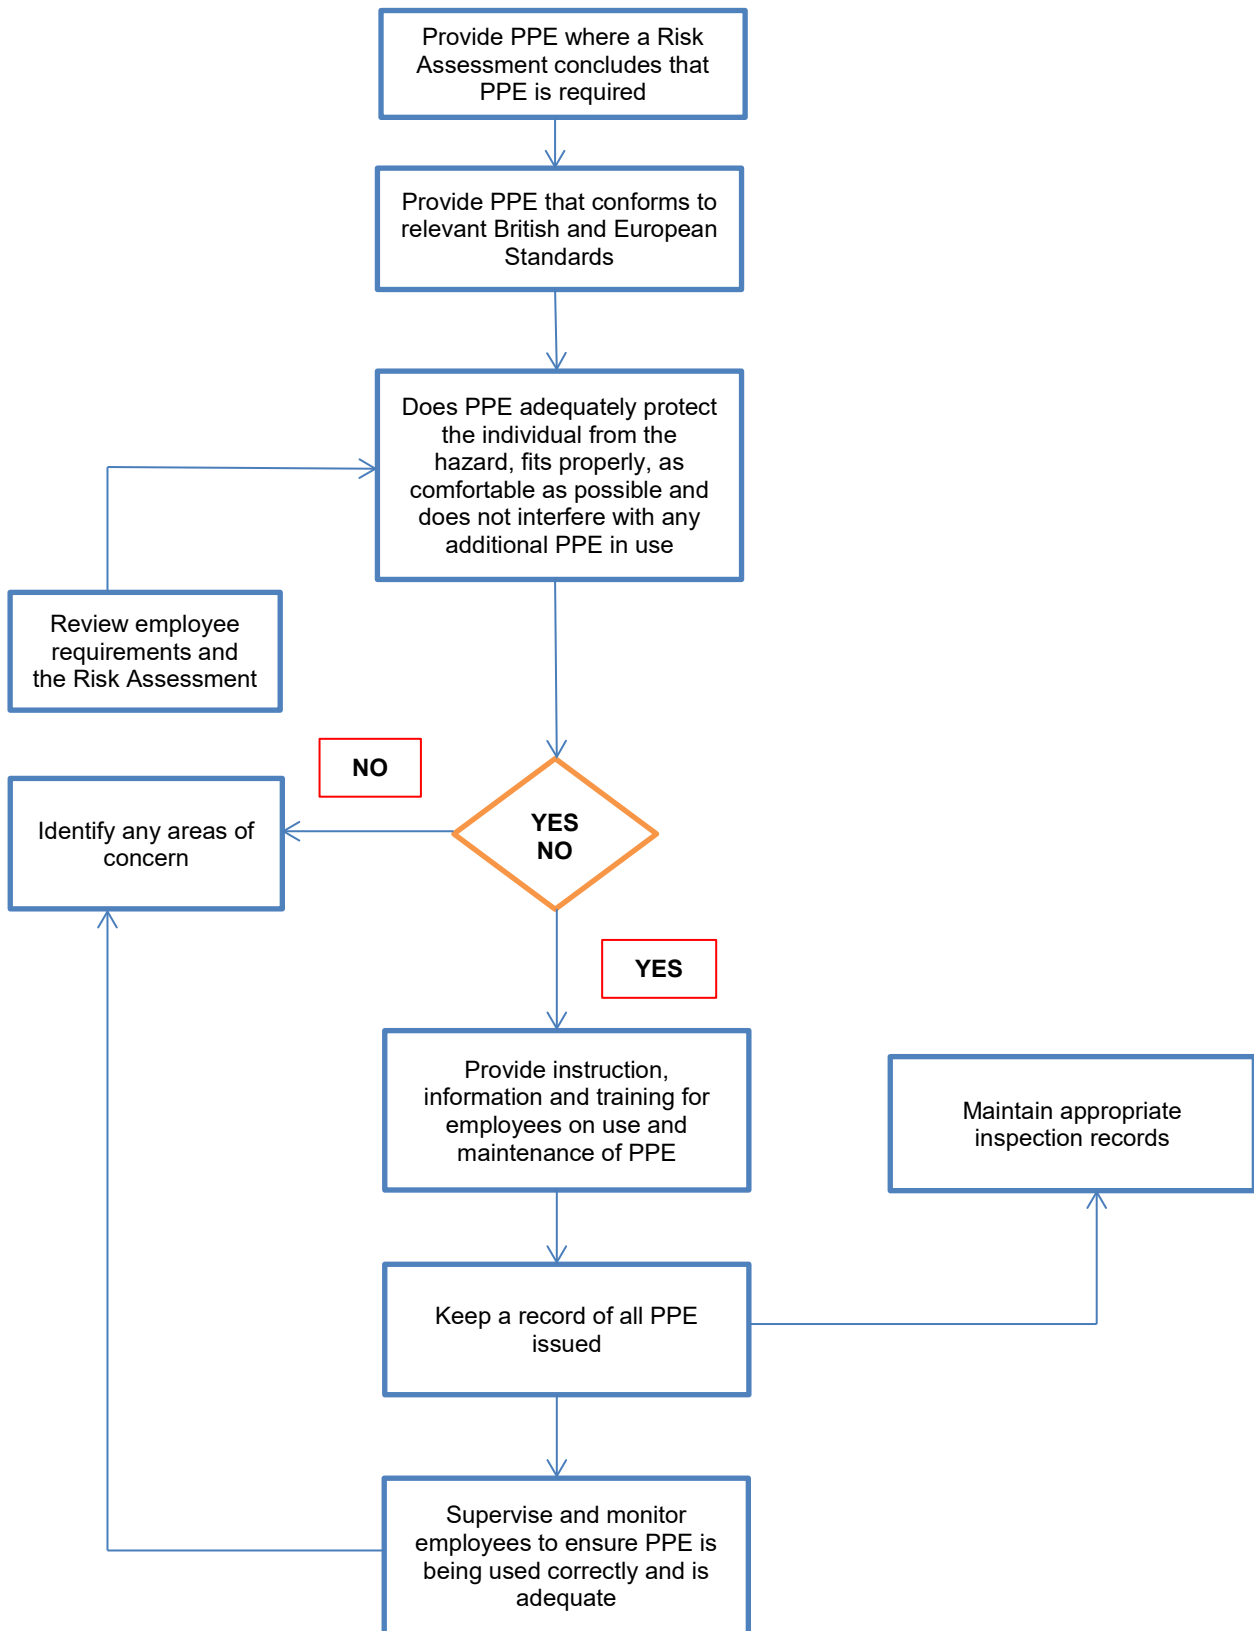 Provide PPE where a Risk
Assessment concludes that
PPE is required
Provide PPE that conforms to
relevant British and European
Standards
Does PPE adequately protect
the individual from the
hazard, fits properly, as
comfortable as possible and
does not interfere with any
additional PPE in use
Review employee
requirements and
the Risk Assessment
NO
Identify any areas of
concern
YES
NO
YES
Provide instruction,
information and training for
employees on use and
maintenance of PPE
Maintain appropriate
inspection records
Keep a record of all PPE
issued
Supervise and monitor
employees to ensure PPE is
being used correctly and is
adequate